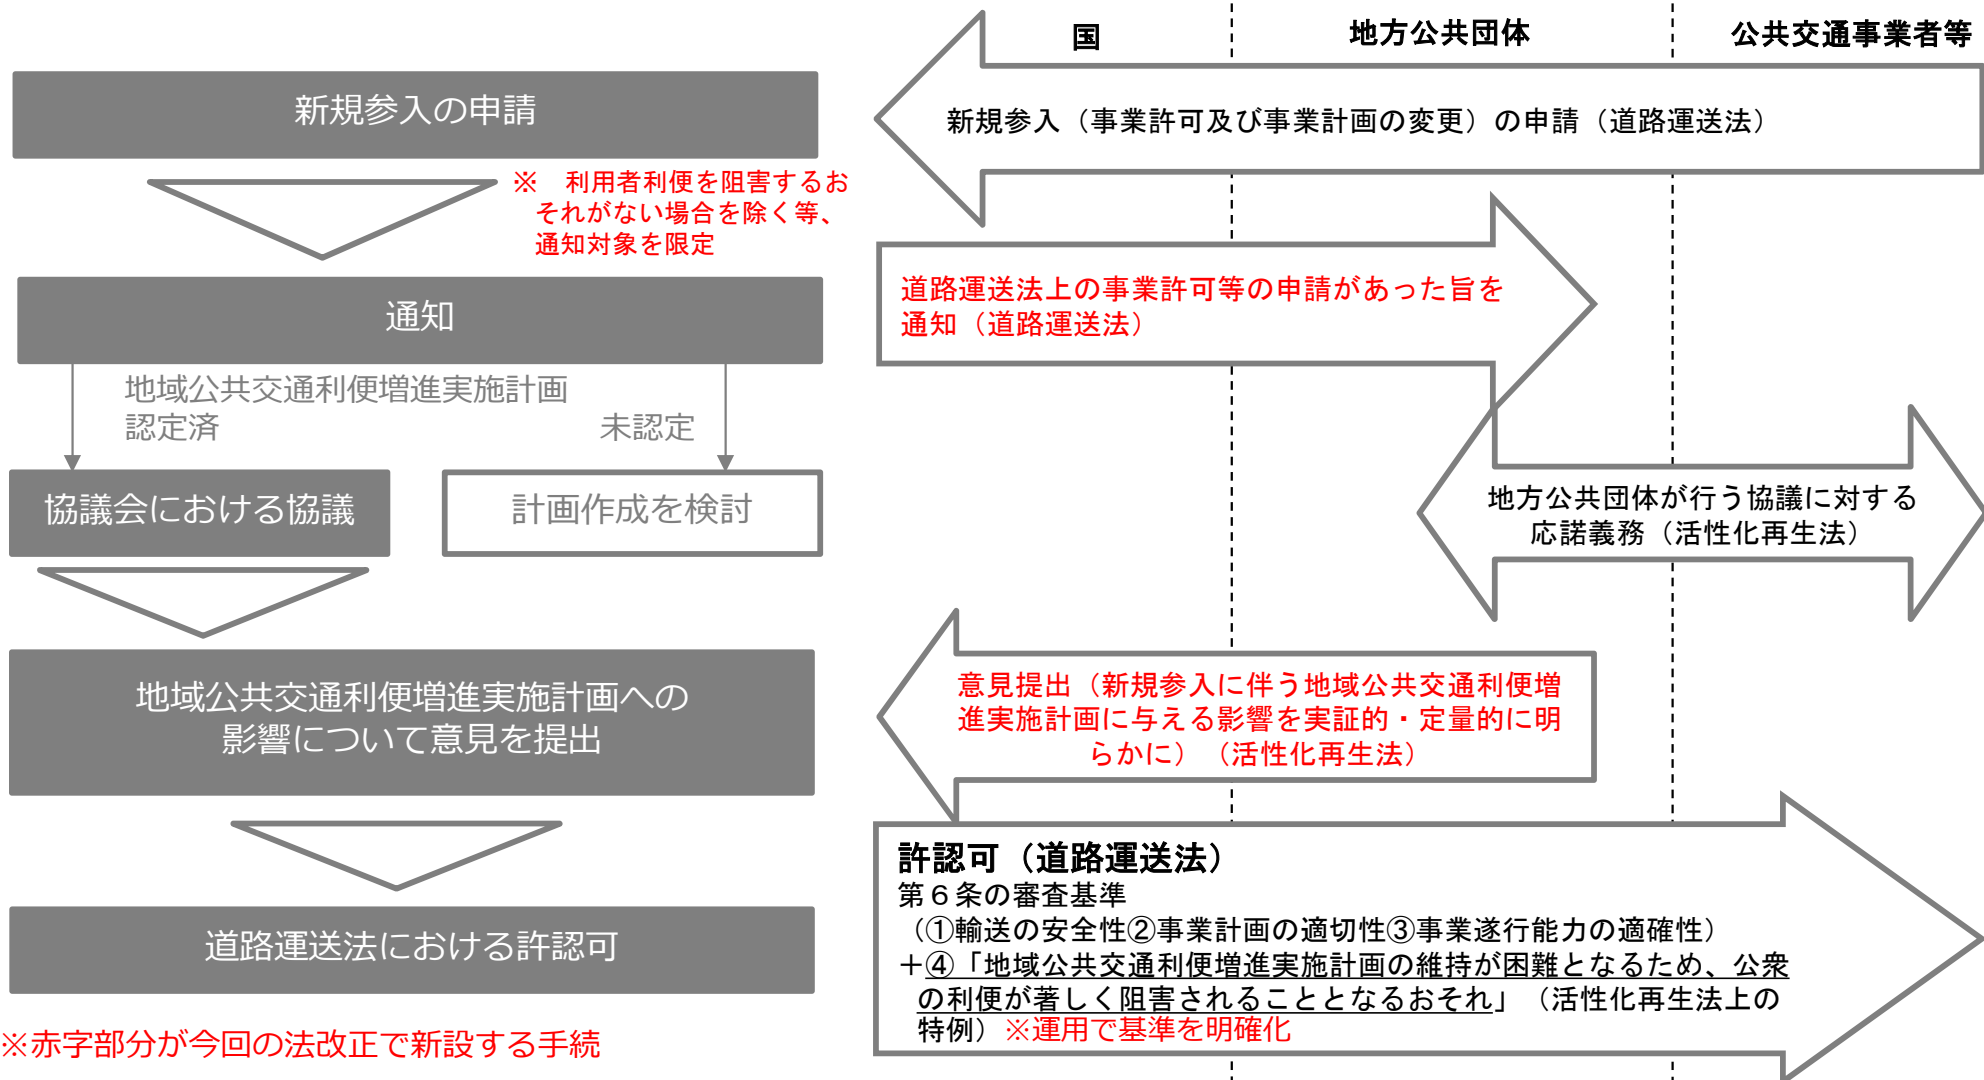 国
地方公共団体
公共交通事業者等
新規参入の申請
新規参入（事業許可及び事業計画の変更）の申請（道路運送法）
※　利用者利便を阻害するお
それがない場合を除く等、
通知対象を限定
通知
道路運送法上の事業許可等の申請があった旨を
通知（道路運送法）
地域公共交通利便増進実施計画
認定済
未認定
協議会における協議
計画作成を検討
地方公共団体が行う協議に対する
応諾義務（活性化再生法）
地域公共交通利便増進実施計画への
影響について意見を提出
意見提出（新規参入に伴う地域公共交通利便増
進実施計画に与える影響を実証的・定量的に明
らかに）（活性化再生法）
道路運送法における許認可
許認可（道路運送法）
第６条の審査基準
（①輸送の安全性②事業計画の適切性③事業遂行能力の適確性）
＋④「地域公共交通利便増進実施計画の維持が困難となるため、公衆
の利便が著しく阻害されることとなるおそれ」（活性化再生法上の
特例）※運用で基準を明確化
※赤字部分が今回の法改正で新設する手続